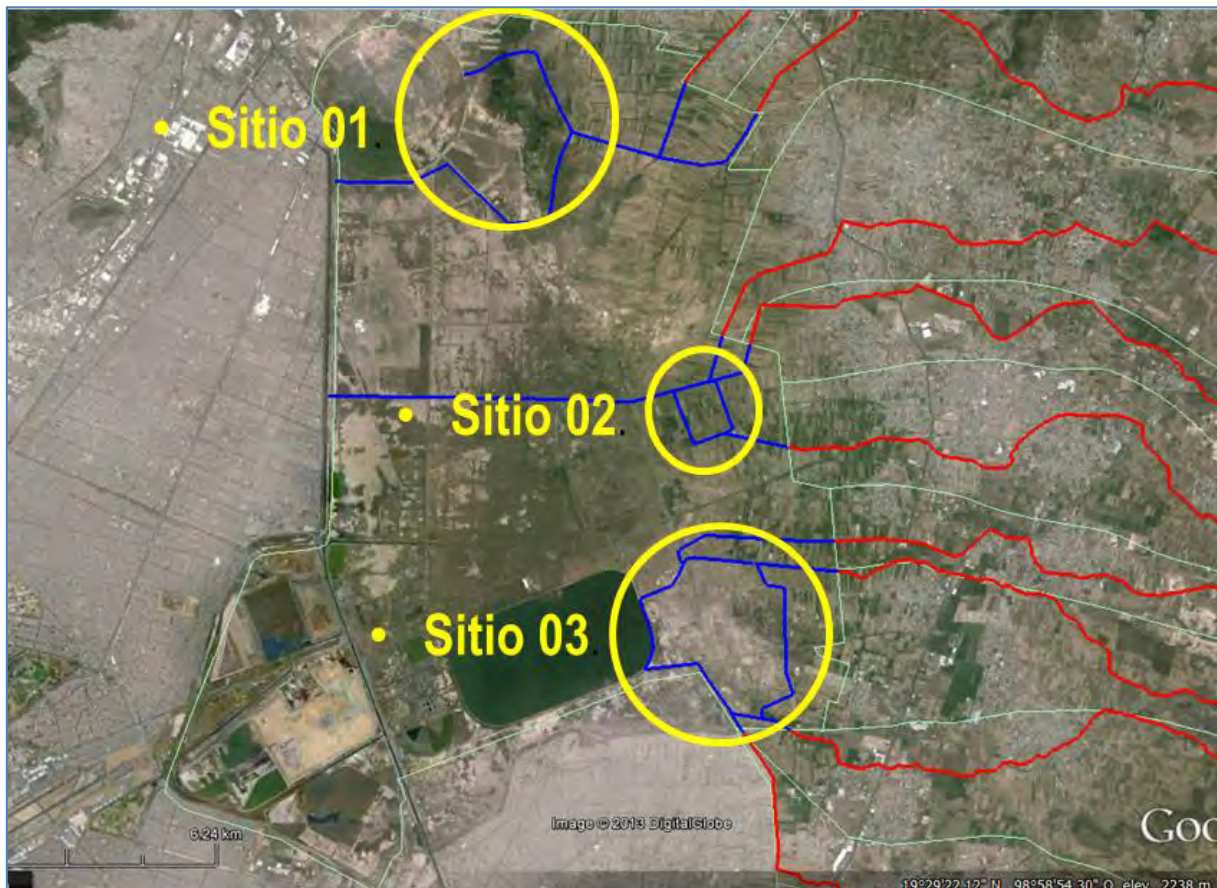 Sitio 01.
Sitio 02.
Sitio 03.
6.24 km
Image © 2013 DigitalGlobe
Goo
19°29'22.12" N 98°58'54.30" O elev 2238 m